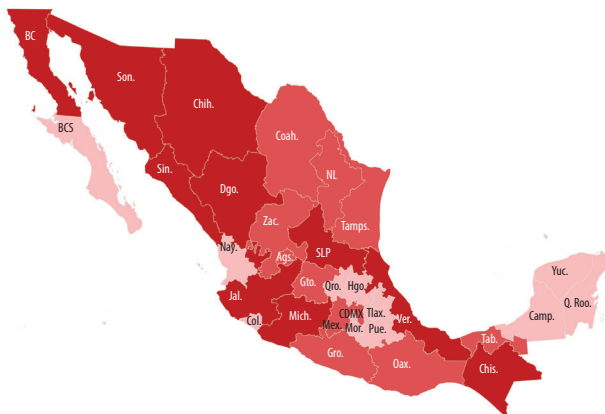 BC
Son.
Chih.
BCS
Coah.
Sin.
Dgo.
NL
Zac.
Tamps.
Nay.
Ags.
SLP
Yuc.
Gto.
Qro.
Hgo.
Q. Roo.
Jal.
Camp.
Col.
Mich.
CDMX
Tlax.
Ver.
Mex.
Mor.
Pue.
Tab.
Gro.
Oax.
Chis.